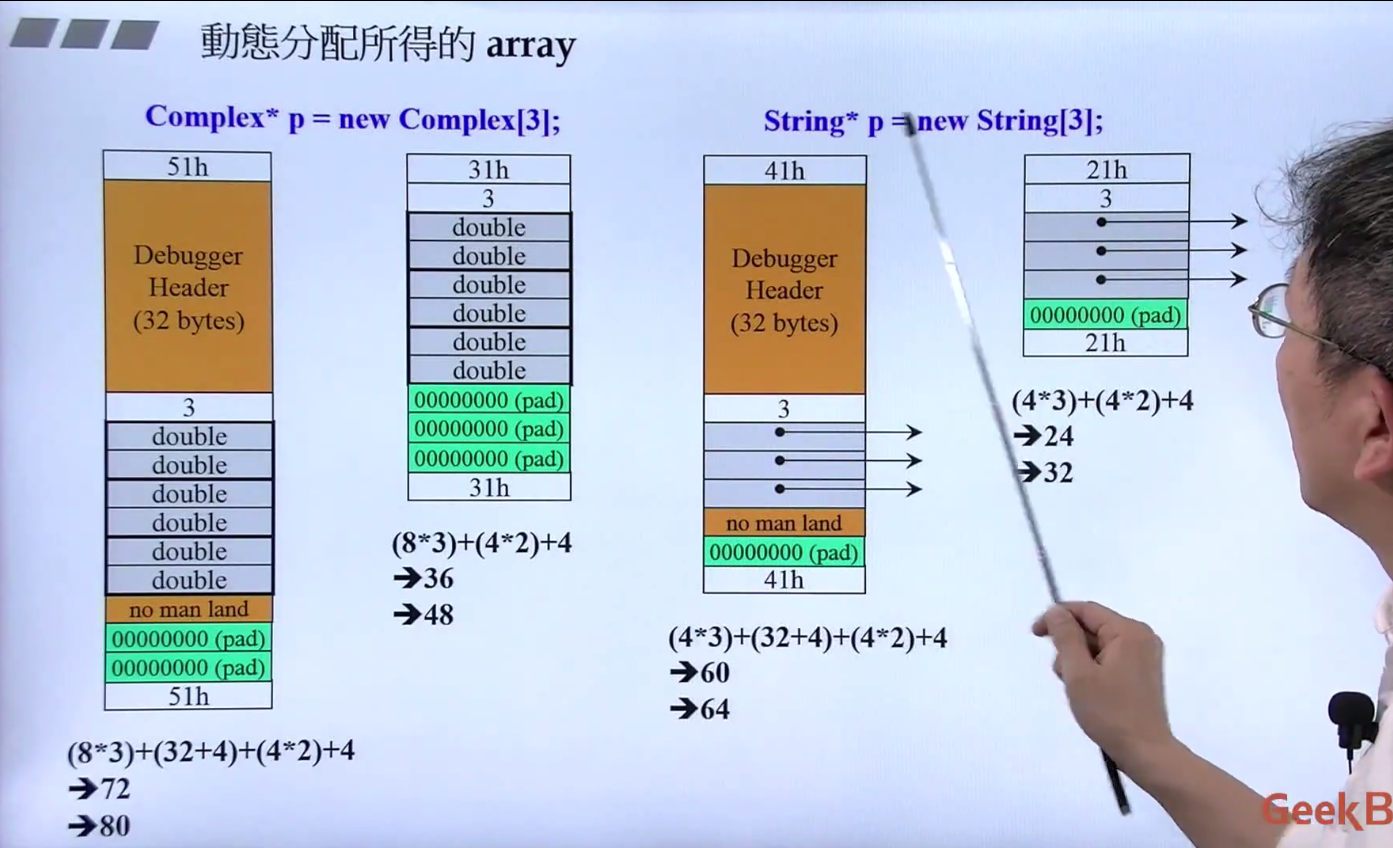 動態分配所得的 array
Complex* p = new Complex[3];
51h
Debugger
Header
(32 bytes)
3
double
double
double
double
double
double
no man land
00000000 (pad)
00000000 (pad)
51h
(8*3)+(32+4)+(4*2)+4
➔72
➔80
31h
3
double
double
double
double
double
double
00000000 (pad)
00000000 (pad)
00000000 (pad)
31h
(8*3)+(4*2)+4
➔36
➔48
String* p = new String[3];
41h
Debugger
Header
(32 bytes)
3
no man land
00000000 (pad)
41h
(4*3)+(32+4)+(4*2)+4
➔60
➔64
21h
3
00000000 (pad)
21h
(4*3)+(4*2)+4
➔24
➔32
GeekB